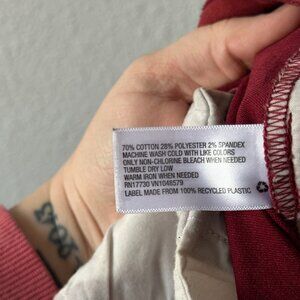 70% COTTON 28% POLYESTER 2% SPANDEX
MACHINE WASH COLD WITH LIKE COLORS
ONLY NON-CHLORINE BLEACH WHEN NEEDED
TUMBLE DRY LOW
WARM IRON WHEN NEEDED
RN17730 VN1048579
LABEL MADE FROM 100% RECYCLED PLASTIC